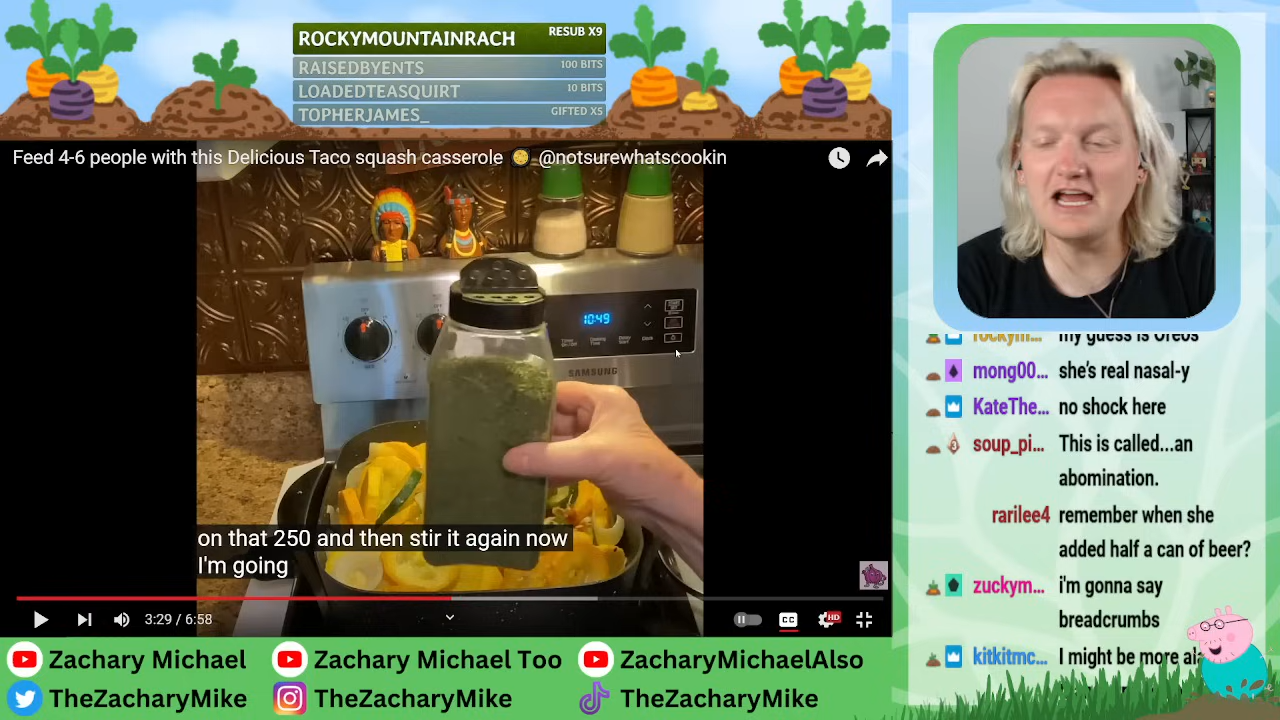 ROCKYMOUNTAINRACH RESUB X9
RAISEDBYENTS 100 BITS
LOADEDTEASQUIRT 10 BITS
TOPHERJAMES_ GIFTED X5
Feed 4-6 people with this Delicious Taco squash casserole @notsurewhatscookin
10:49
SAMSUNG
on that 250 and then stir it again now
I'm going
3:29 / 6:58
CC
HD
rockym... my guess is Oreos
mong00... she's real nasal-y
KateThe... no shock here
soup_pi... This is called...an
abomination.
rarilee4 remember when she
added half a can of beer?
zuckym... i'm gonna say
breadcrumbs
kitkitmc... I might be more
Zachary Michael
Zachary Michael Too
ZacharyMichaelAlso
TheZacharyMike
TheZacharyMike
TheZacharyMike